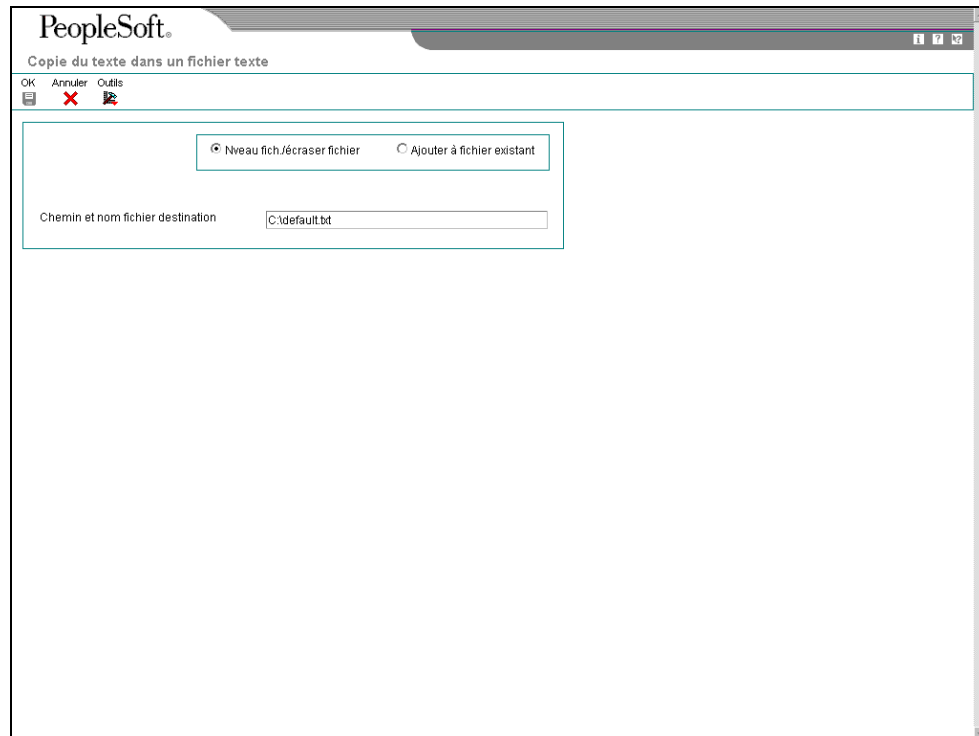 PeopleSoft®
Copie du texte dans un fichier texte
OK Annuler Outils
Nveau fich./écraser fichier Ajouter à fichier existant
Chemin et nom fichier destination C:\default.txt